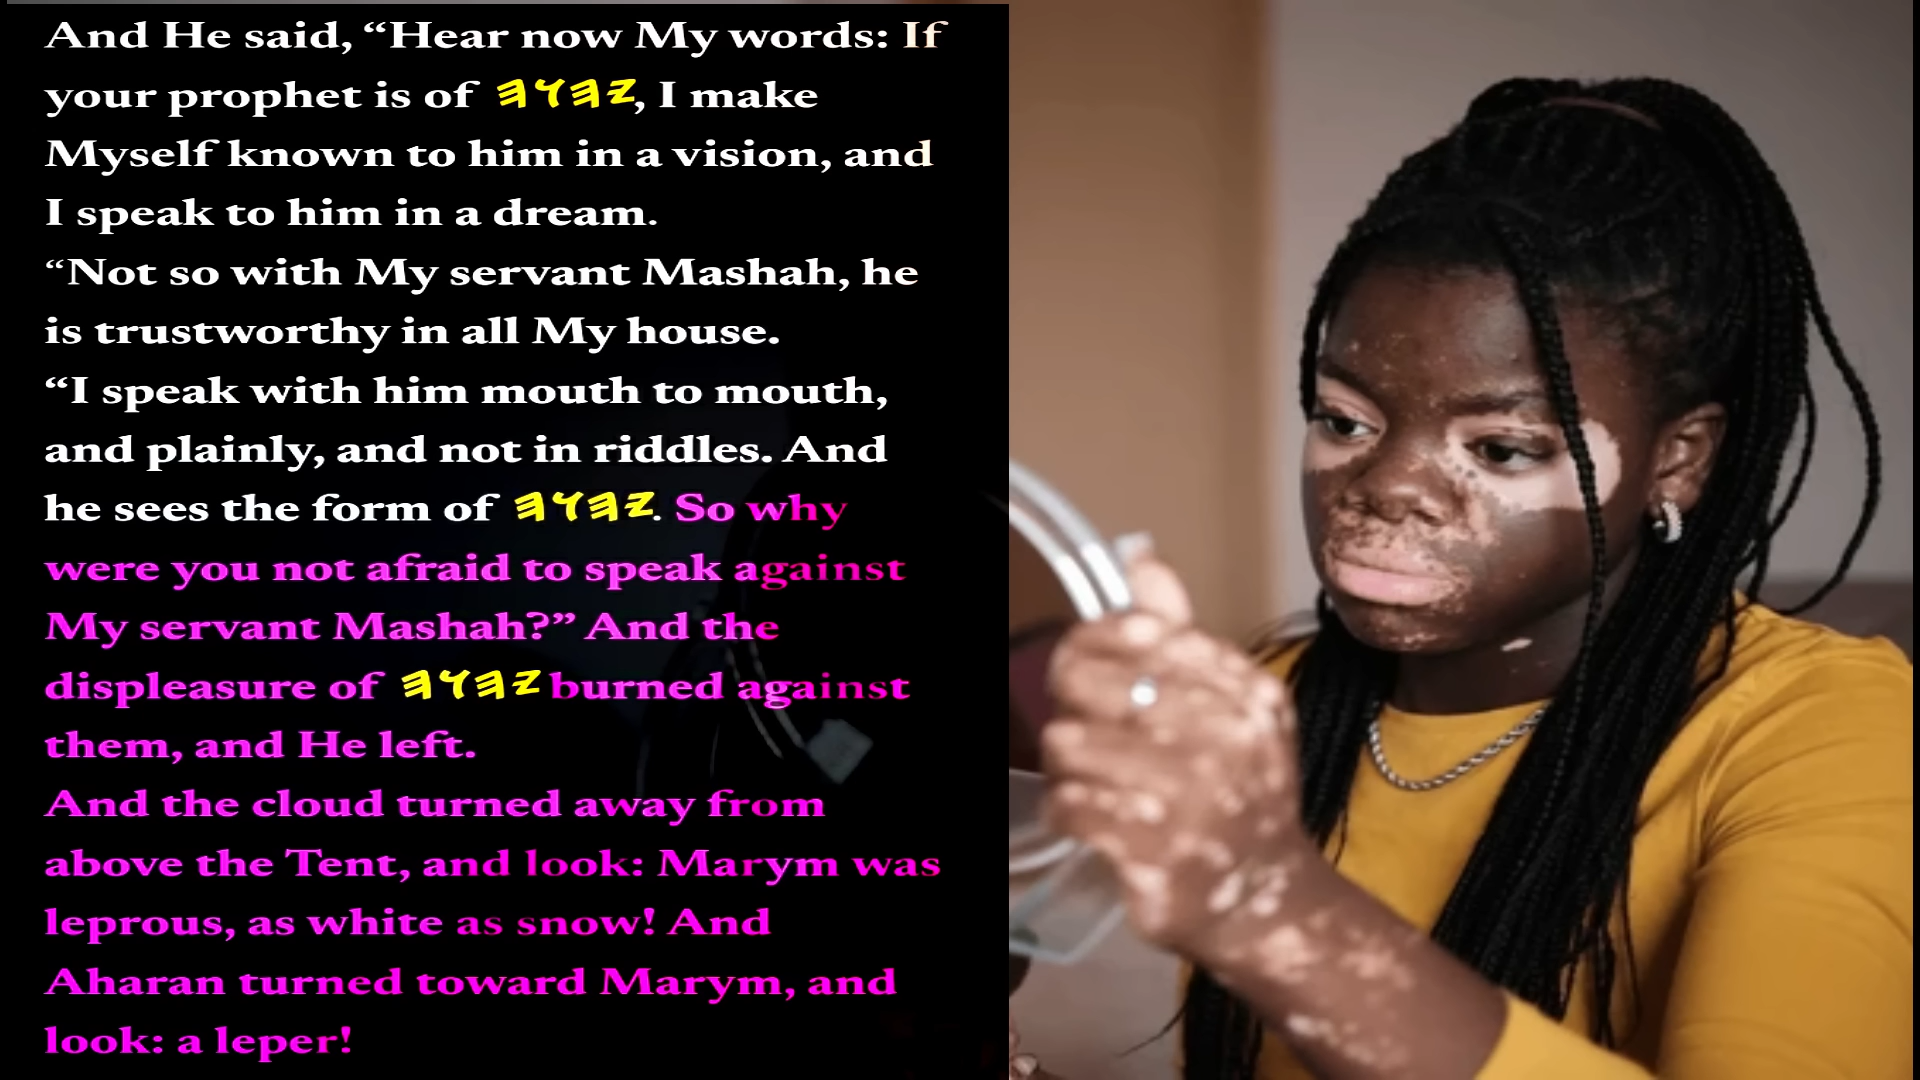 And He said, “Hear now My words: If
your prophet is of 𐤄𐤅𐤄𐤉, I make
Myself known to him in a vision, and
I speak to him in a dream.
“Not so with My servant Mashah, he
is trustworthy in all My house.
“I speak with him mouth to mouth,
and plainly, and not in riddles. And
he sees the form of 𐤄𐤅𐤄𐤉. So why
were you not afraid to speak against
My servant Mashah?” And the
displeasure of 𐤄𐤅𐤄𐤉 burned against
them, and He left.
And the cloud turned away from
above the Tent, and look: Marym was
leprous, as white as snow! And
Aharan turned toward Marym, and
look: a leper!